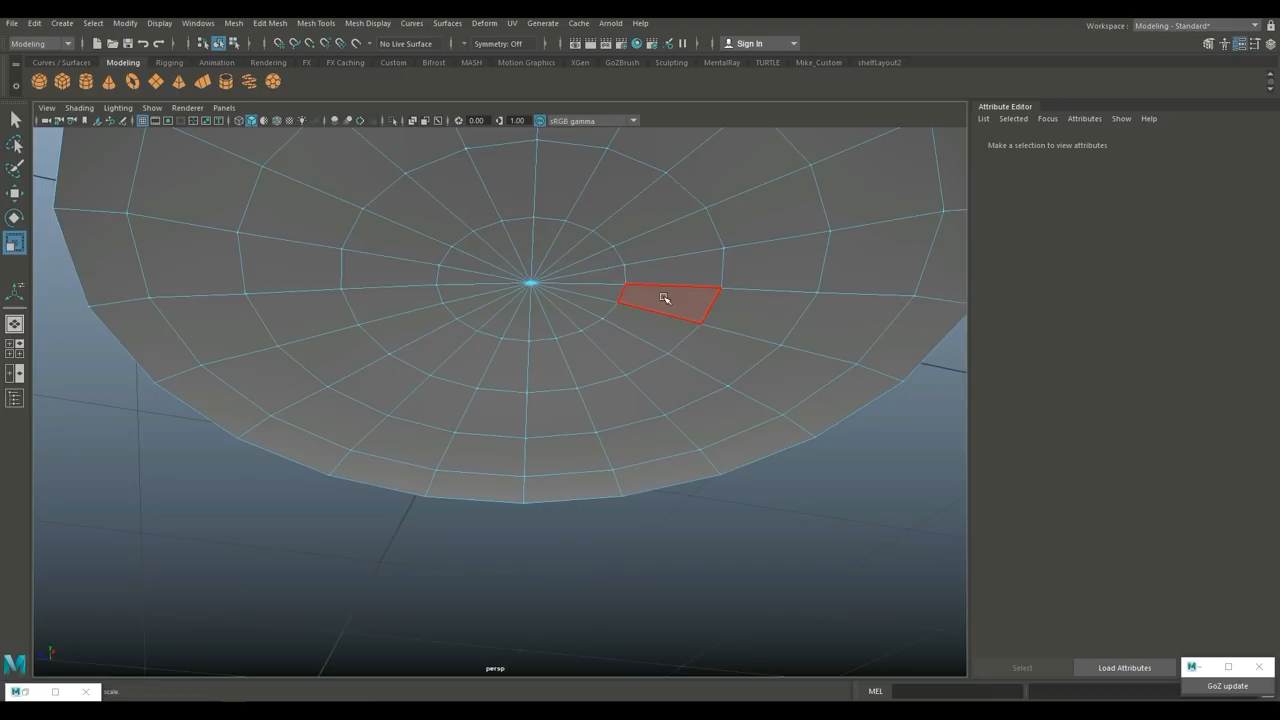 File Edit Create Select Modify Display Windows Mesh Edit Mesh Mesh Tools Mesh Display Curves Surfaces Deform UV Generate Cache Arnold Help
Workspace : Modeling - Standard*
Modeling No Live Surface Symmetry: Off Sign In
Curves / Surfaces Modeling Rigging Animation Rendering FX FX Caching Custom Bifrost MASH Motion Graphics XGen GoZBrush Sculpting MentalRay TURTLE Mike_Custom shelfLayout2
View Shading Lighting Show Renderer Panels
0.00 1.00 sRGB gamma
Attribute Editor
List Selected Focus Attributes Show Help
Make a selection to view attributes
persp
Select Load Attributes
scale
MEL
GoZ update